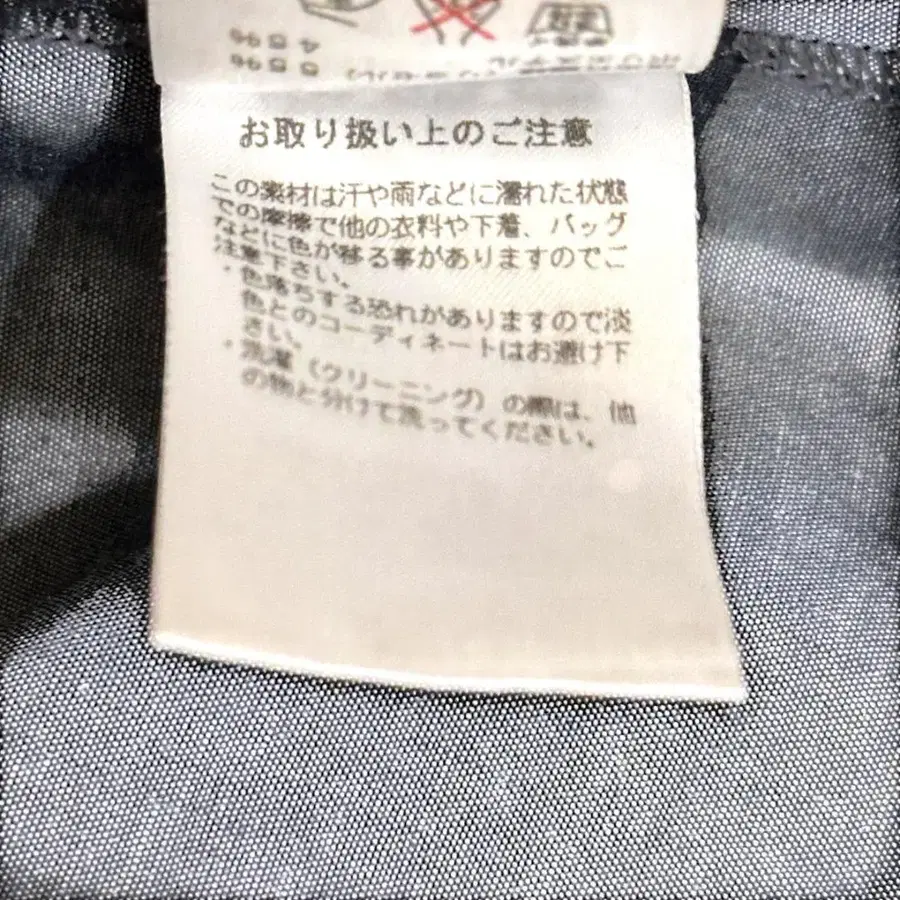 55%
45%
お取り扱い上のご注意
この素材は汗や雨などに濡れた状態
での摩擦で他の衣料や下着、バッグ
などに色が移る事がありますのでご
注意下さい。
・色落ちする恐れがありますので淡
色とのコーディネートはお避け下
さい。
・洗濯（クリーニング）の際は、他
の物と分けて洗ってください。